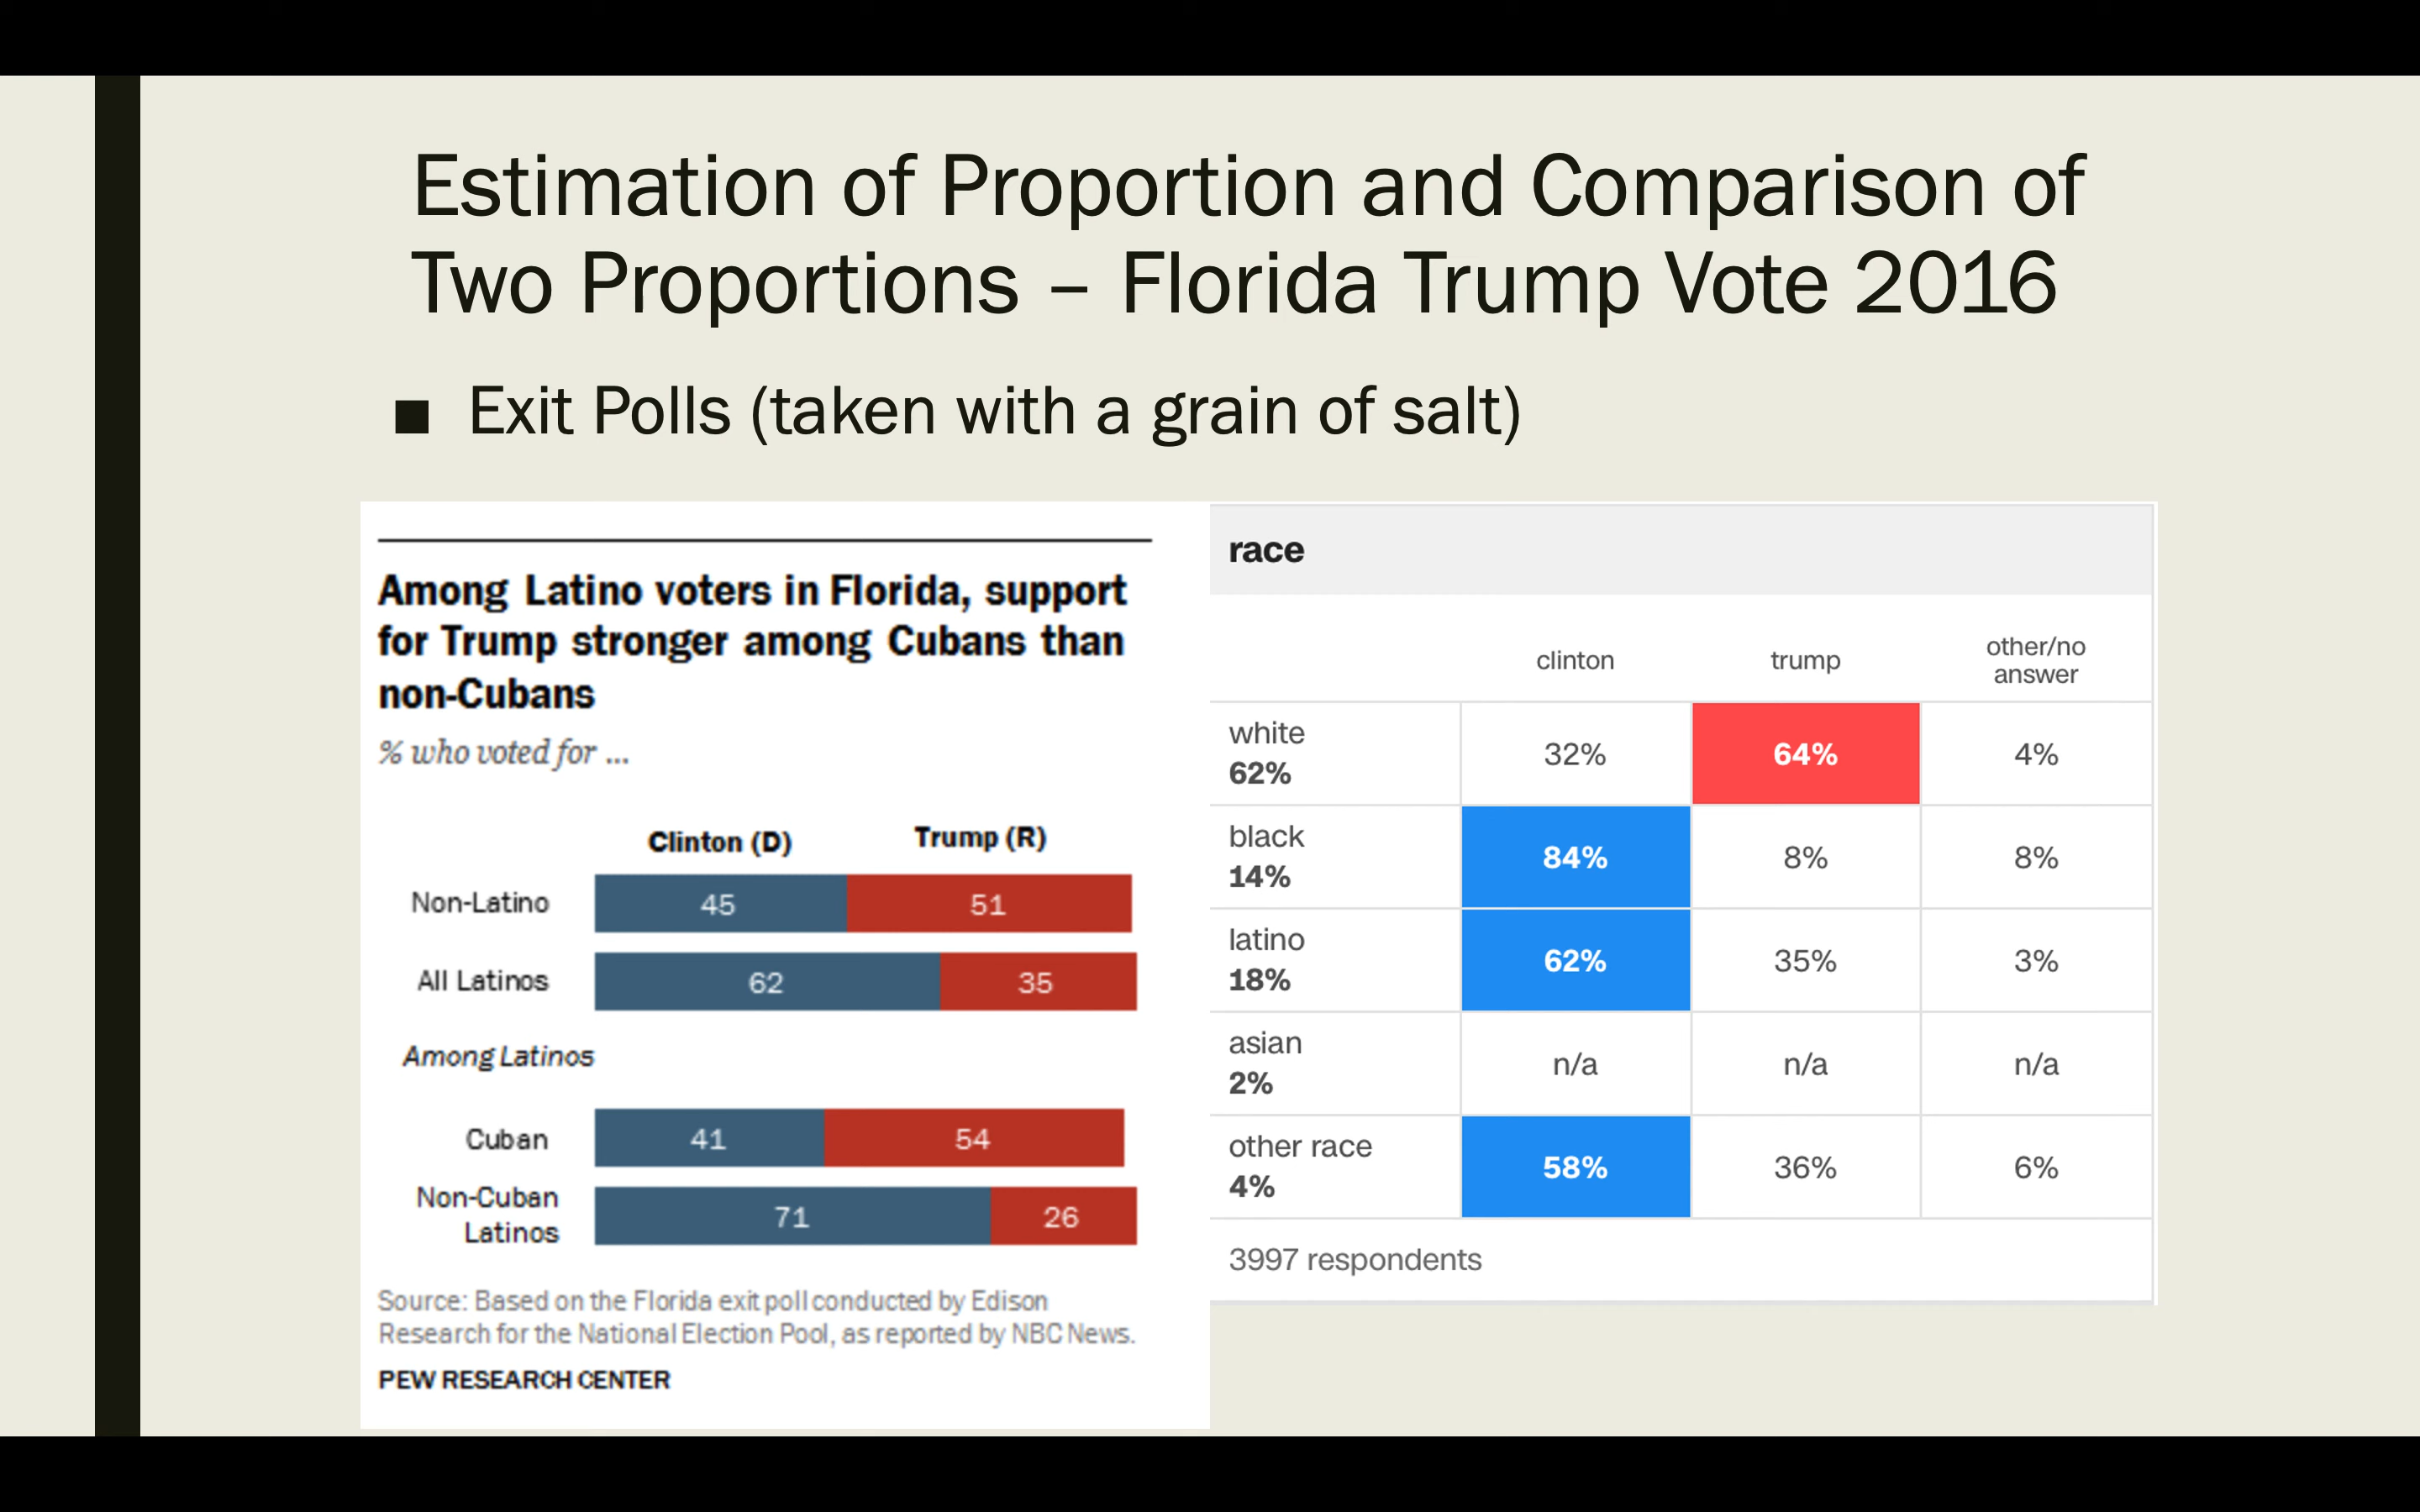 Estimation of Proportion and Comparison of
Two Proportions – Florida Trump Vote 2016
■ Exit Polls (taken with a grain of salt)
Among Latino voters in Florida, support
for Trump stronger among Cubans than
non-Cubans
% who voted for ...
Clinton (D) Trump (R)
Non-Latino 45 51
All Latinos 62 35
Among Latinos
Cuban 41 54
Non-Cuban
Latinos 71 26
Source: Based on the Florida exit poll conducted by Edison
Research for the National Election Pool, as reported by NBC News.
PEW RESEARCH CENTER
race
clinton trump other/no
answer
white
62% 32% 64% 4%
black
14% 84% 8% 8%
latino
18% 62% 35% 3%
asian
2% n/a n/a n/a
other race
4% 58% 36% 6%
3997 respondents